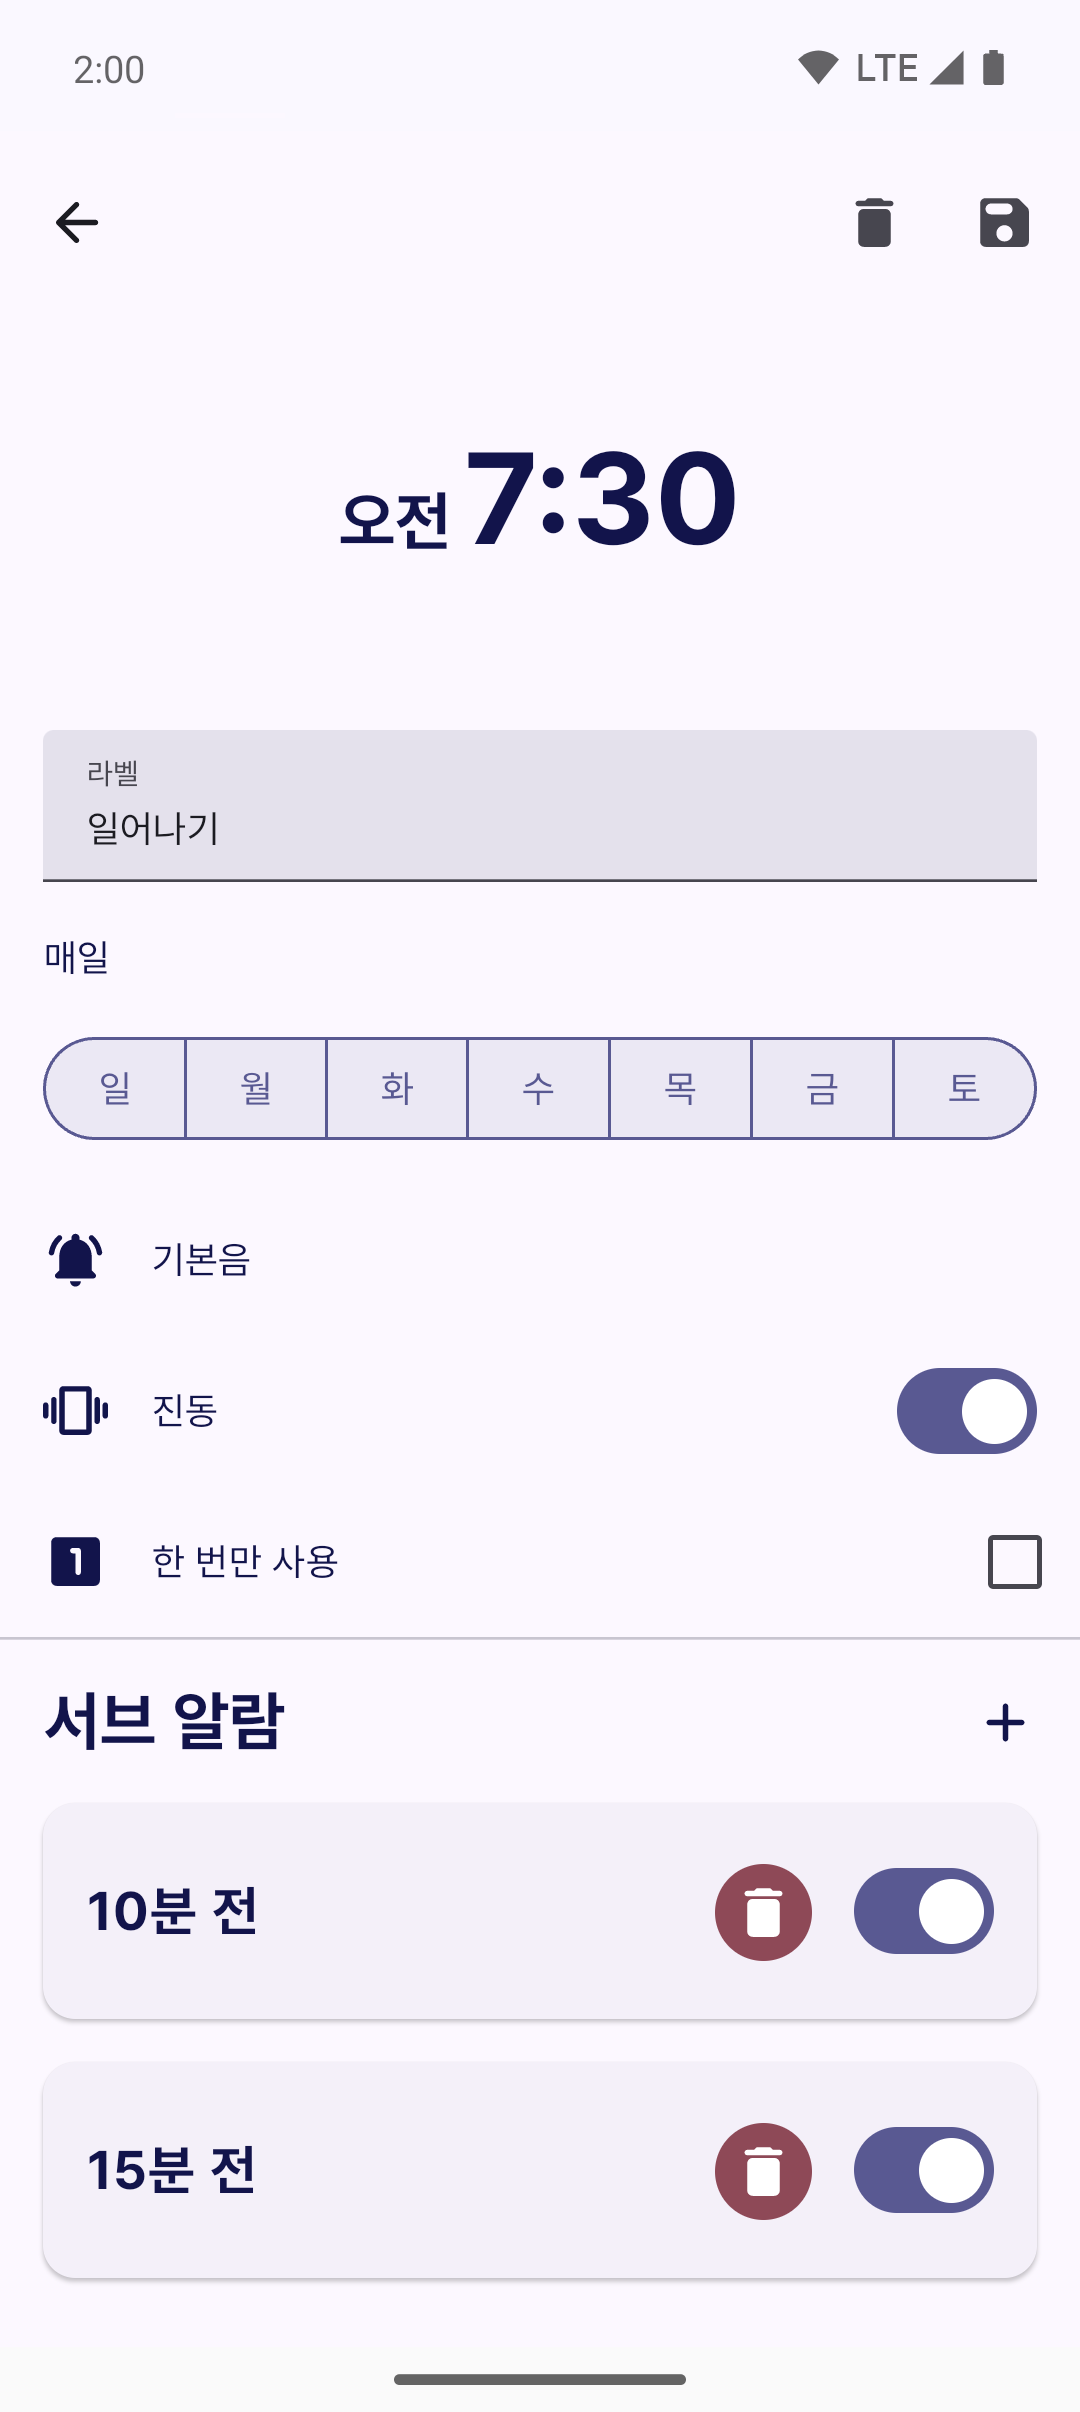 2:00
LTE
오전 7:30
라벨
일어나기
매일
일 월 화 수 목 금 토
기본음
진동
1 한 번만 사용
서브 알람
10분 전
15분 전